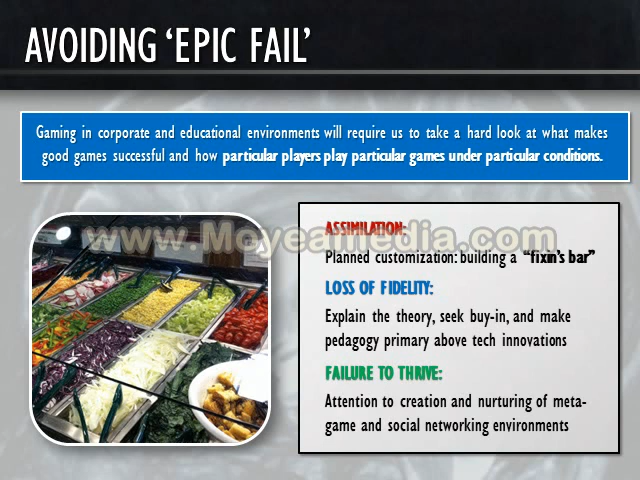 AVOIDING ‘EPIC FAIL’
Gaming in corporate and educational environments will require us to take a hard look at what makes
good games successful and how particular players play particular games under particular conditions.
www.Moyeamedia.com
ASSIMILATION:
Planned customization: building a “fixin’s bar”
LOSS OF FIDELITY:
Explain the theory, seek buy-in, and make
pedagogy primary above tech innovations
FAILURE TO THRIVE:
Attention to creation and nurturing of meta-
game and social networking environments